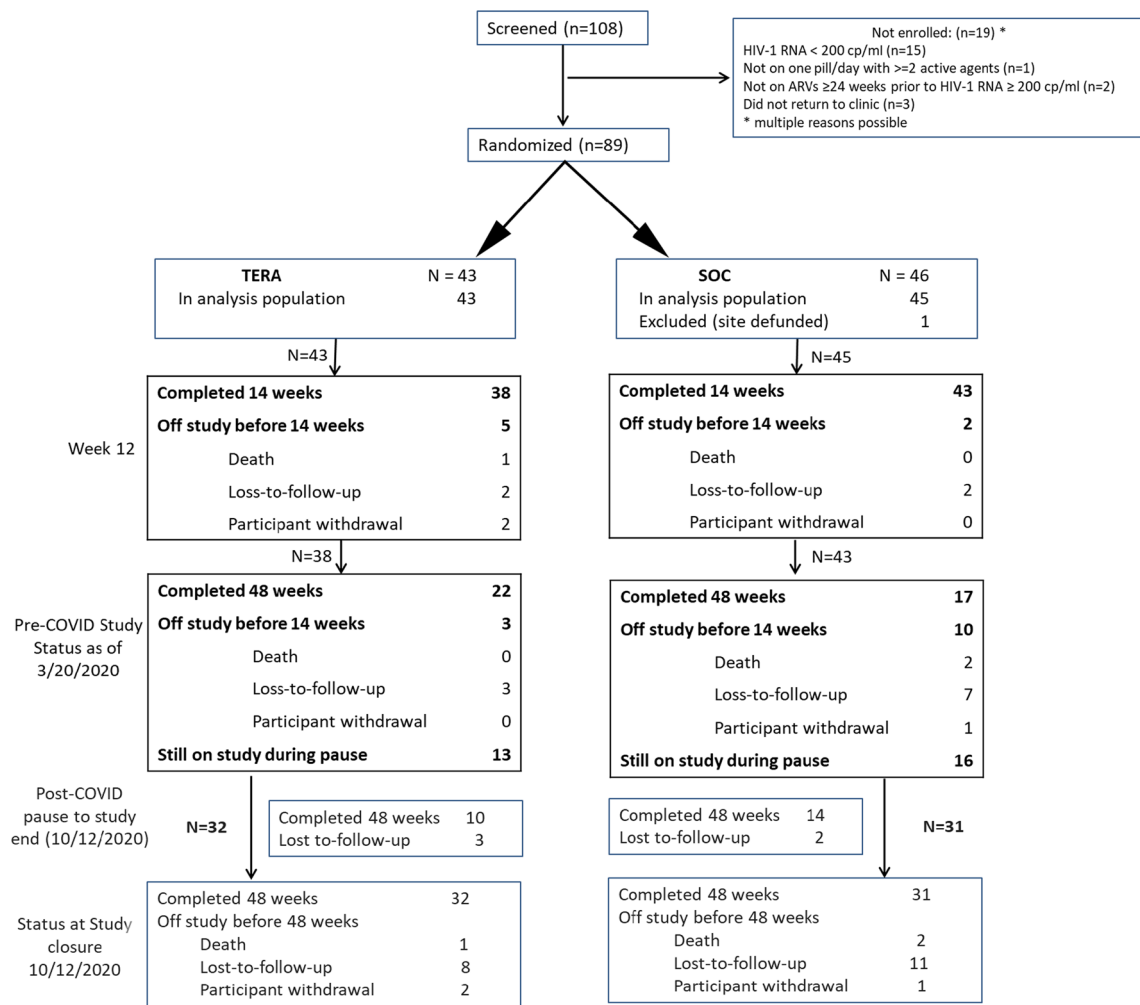 Screened (n=108)
Not enrolled: (n=19) *
HIV-1 RNA < 200 cp/ml (n=15)
Not on one pill/day with >=2 active agents (n=1)
Not on ARVs ≥24 weeks prior to HIV-1 RNA ≥ 200 cp/ml (n=2)
Did not return to clinic (n=3)
* multiple reasons possible
Randomized (n=89)
TERA N = 43
In analysis population 43
SOC N = 46
In analysis population 45
Excluded (site defunded) 1
N=43
N=45
Week 12
Completed 14 weeks 38
Off study before 14 weeks 5
Death 1
Loss-to-follow-up 2
Participant withdrawal 2
Completed 14 weeks 43
Off study before 14 weeks 2
Death 0
Loss-to-follow-up 2
Participant withdrawal 0
N=38
N=43
Pre-COVID Study
Status as of
3/20/2020
Completed 48 weeks 22
Off study before 14 weeks 3
Death 0
Loss-to-follow-up 3
Participant withdrawal 0
Still on study during pause 13
Completed 48 weeks 17
Off study before 14 weeks 10
Death 2
Loss-to-follow-up 7
Participant withdrawal 1
Still on study during pause 16
Post-COVID
pause to study
end (10/12/2020)
N=32
Completed 48 weeks 10
Lost to-follow-up 3
Completed 48 weeks 14
Lost to-follow-up 2
N=31
Status at Study
closure
10/12/2020
Completed 48 weeks 32
Off study before 48 weeks
Death 1
Lost-to-follow-up 8
Participant withdrawal 2
Completed 48 weeks 31
Off study before 48 weeks
Death 2
Lost-to-follow-up 11
Participant withdrawal 1